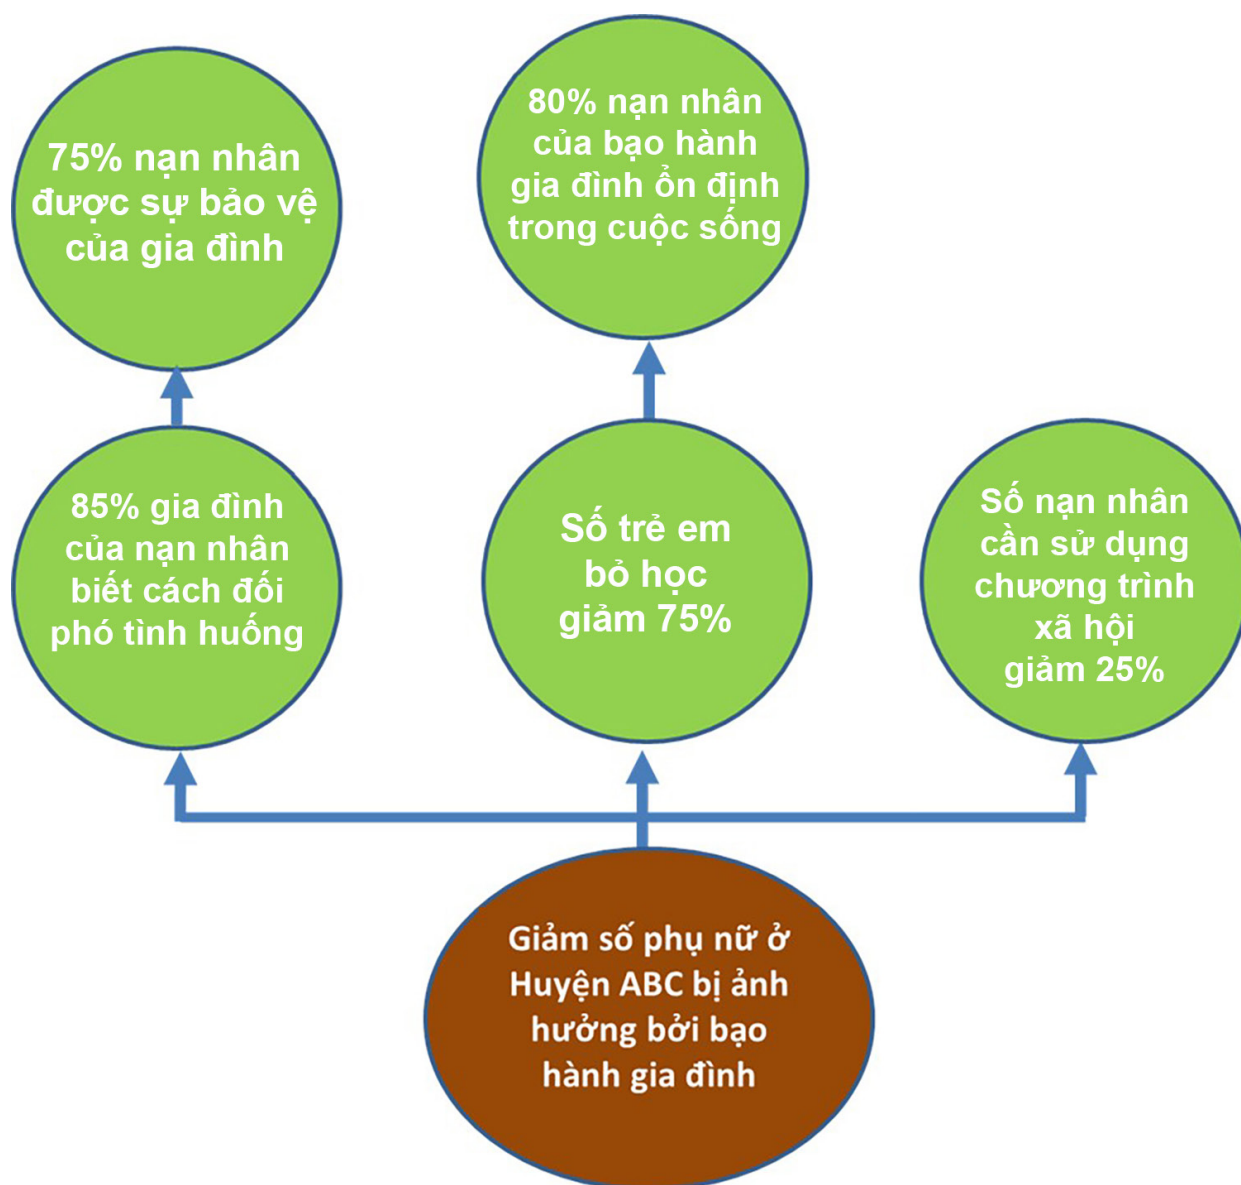 75% nạn nhân
được sự bảo vệ
của gia đình
80% nạn nhân
của bạo hành
gia đình ổn định
trong cuộc sống
85% gia đình
của nạn nhân
biết cách đối
phó tình huống
Số trẻ em
bỏ học
giảm 75%
Số nạn nhân
cần sử dụng
chương trình
xã hội
giảm 25%
Giảm số phụ nữ ở
Huyện ABC bị ảnh
hưởng bởi bạo
hành gia đình